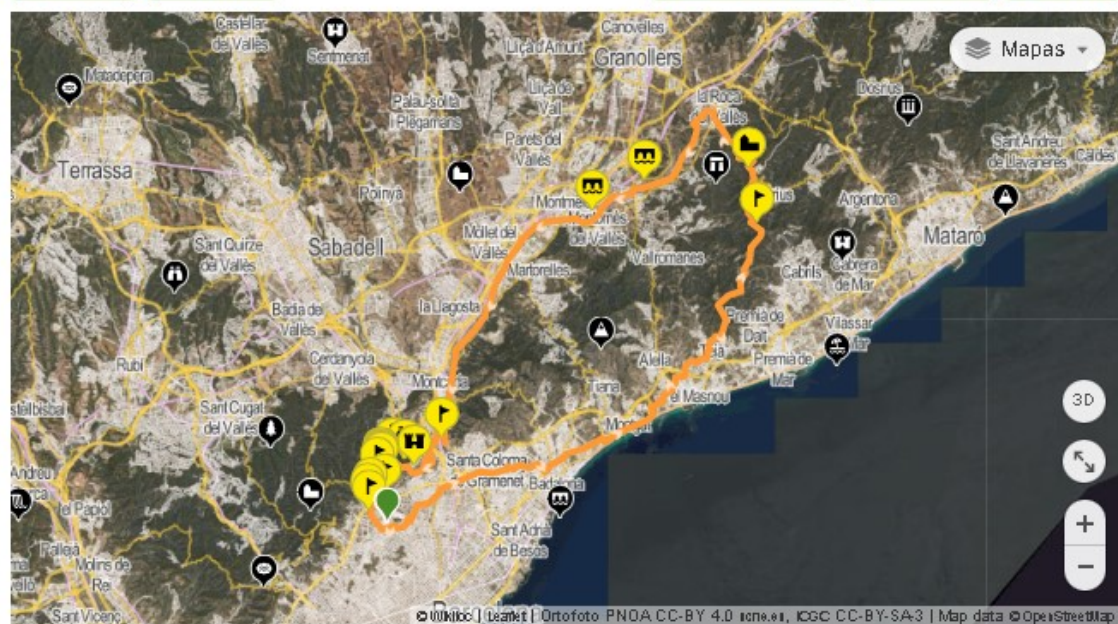 Castellar
del Vallès
Sentmenat
Canovelles
Lliçà d'Amunt
Granollers
Mapas
Matadepera
Lliçà de
Vall
la Roca
Vallès
Dosrius
Palau-solità
i Plegamans
Parets del
Vallès
Sant Andreu
de Llavaneres
Caldes
Terrassa
Polinyà
Montmeló
Montornès
del Vallès
Argentona
Mataró
Sant Quirze
del Vallès
Sabadell
Mollet del
Vallès
Vallromanes
Martorelles
Cabrils
Cabrera
de Mar
Badia del
Vallès
la Llagosta
Premià de
Dalt
Vilassar
Rubí
Cerdanyola
del Vallès
Alella
Teià
Premià de
Mar
Montcada
Tiana
el Masnou
3D
Sant Cugat
del Vallès
Montgat
Santa Coloma
de Gramenet
Badalona
el Papiol
Sant Adrià
de Besòs
Pallejà
Molins de
Rei
+
Sant Vicenç
−
© Wikiloc | Leaflet | Ortofoto PNOA CC-BY 4.0 scne.es, ICGC CC-BY-SA-3 | Map data © OpenStreetMap